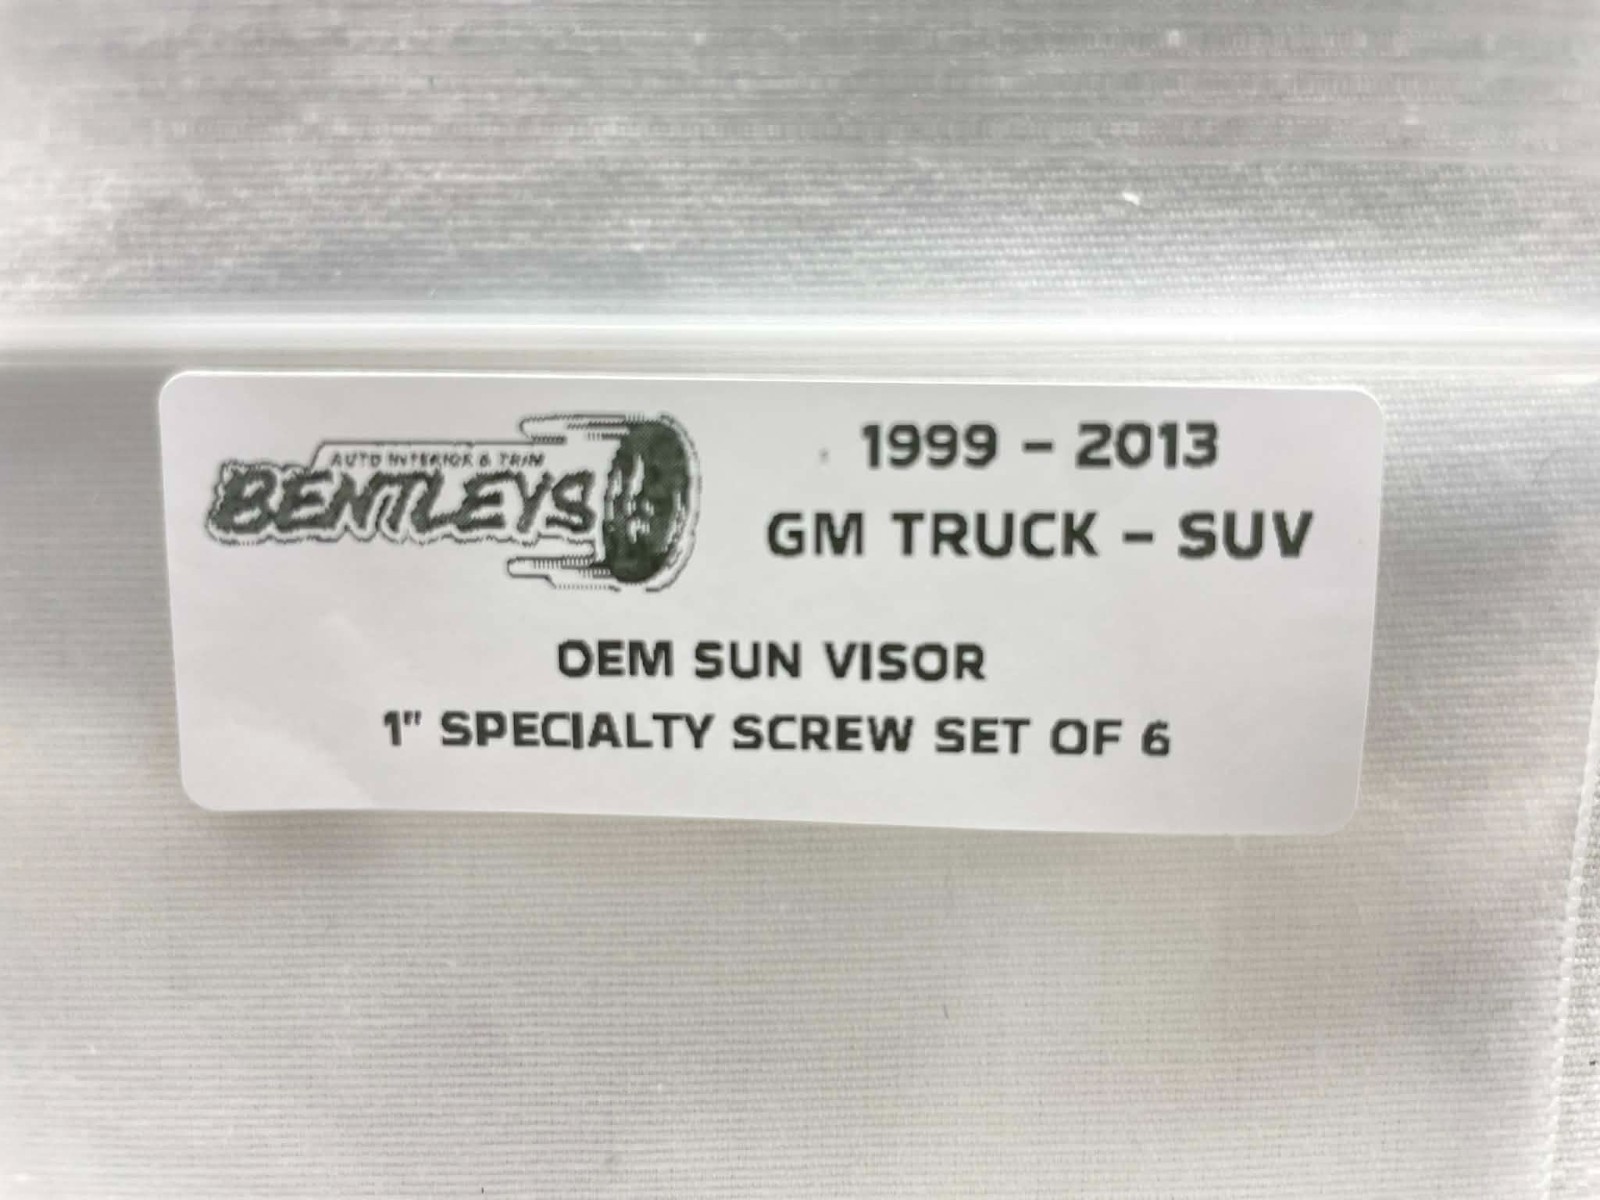 AUTO INTERIOR & TRIM
BENTLEYS
1999 - 2013
GM TRUCK - SUV
OEM SUN VISOR
1" SPECIALTY SCREW SET OF 6